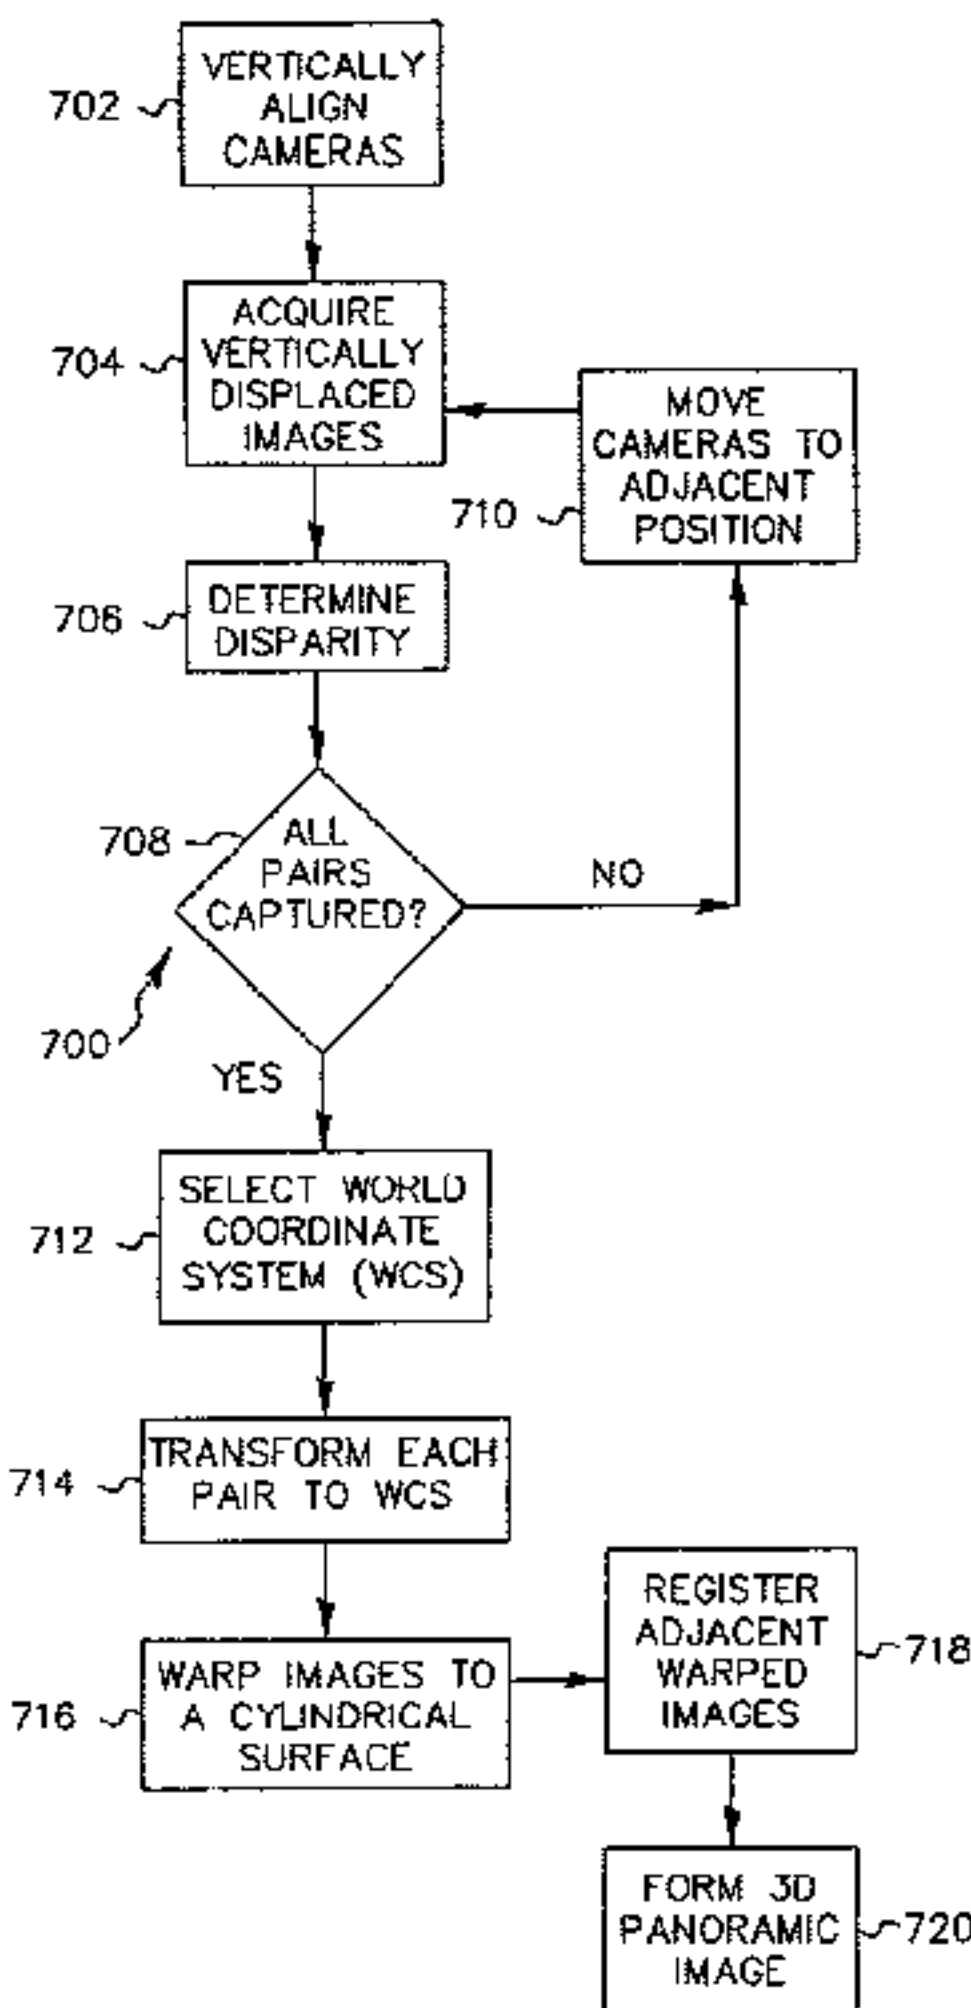 702
VERTICALLY
ALIGN
CAMERAS
704
ACQUIRE
VERTICALLY
DISPLACED
IMAGES
710
MOVE
CAMERAS TO
ADJACENT
POSITION
706
DETERMINE
DISPARITY
708
ALL
PAIRS
CAPTURED?
NO
700
YES
712
SELECT WORLD
COORDINATE
SYSTEM (WCS)
714
TRANSFORM EACH
PAIR TO WCS
716
WARP IMAGES TO
A CYLINDRICAL
SURFACE
REGISTER
ADJACENT
WARPED
IMAGES
718
FORM 3D
PANORAMIC
IMAGE
720